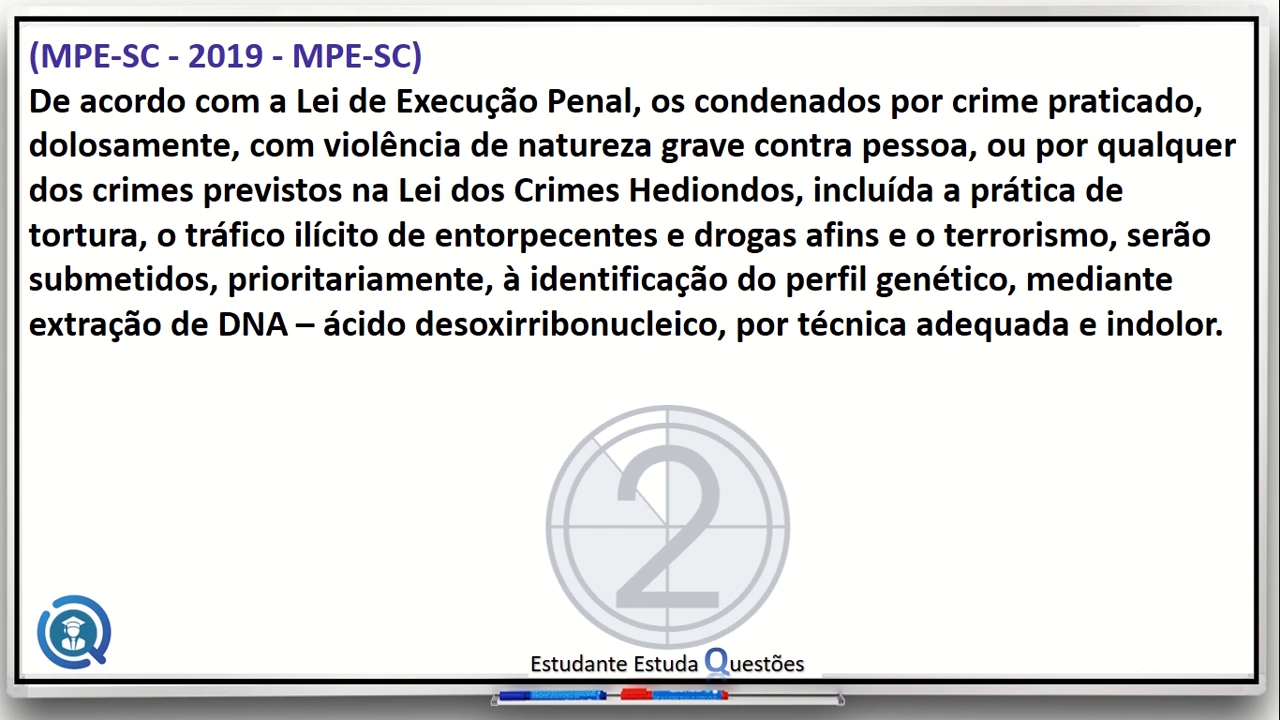 (MPE-SC - 2019 - MPE-SC)
De acordo com a Lei de Execução Penal, os condenados por crime praticado,
dolosamente, com violência de natureza grave contra pessoa, ou por qualquer
dos crimes previstos na Lei dos Crimes Hediondos, incluída a prática de
tortura, o tráfico ilícito de entorpecentes e drogas afins e o terrorismo, serão
submetidos, prioritariamente, à identificação do perfil genético, mediante
extração de DNA – ácido desoxirribonucleico, por técnica adequada e indolor.
2
Estudante Estuda Questões